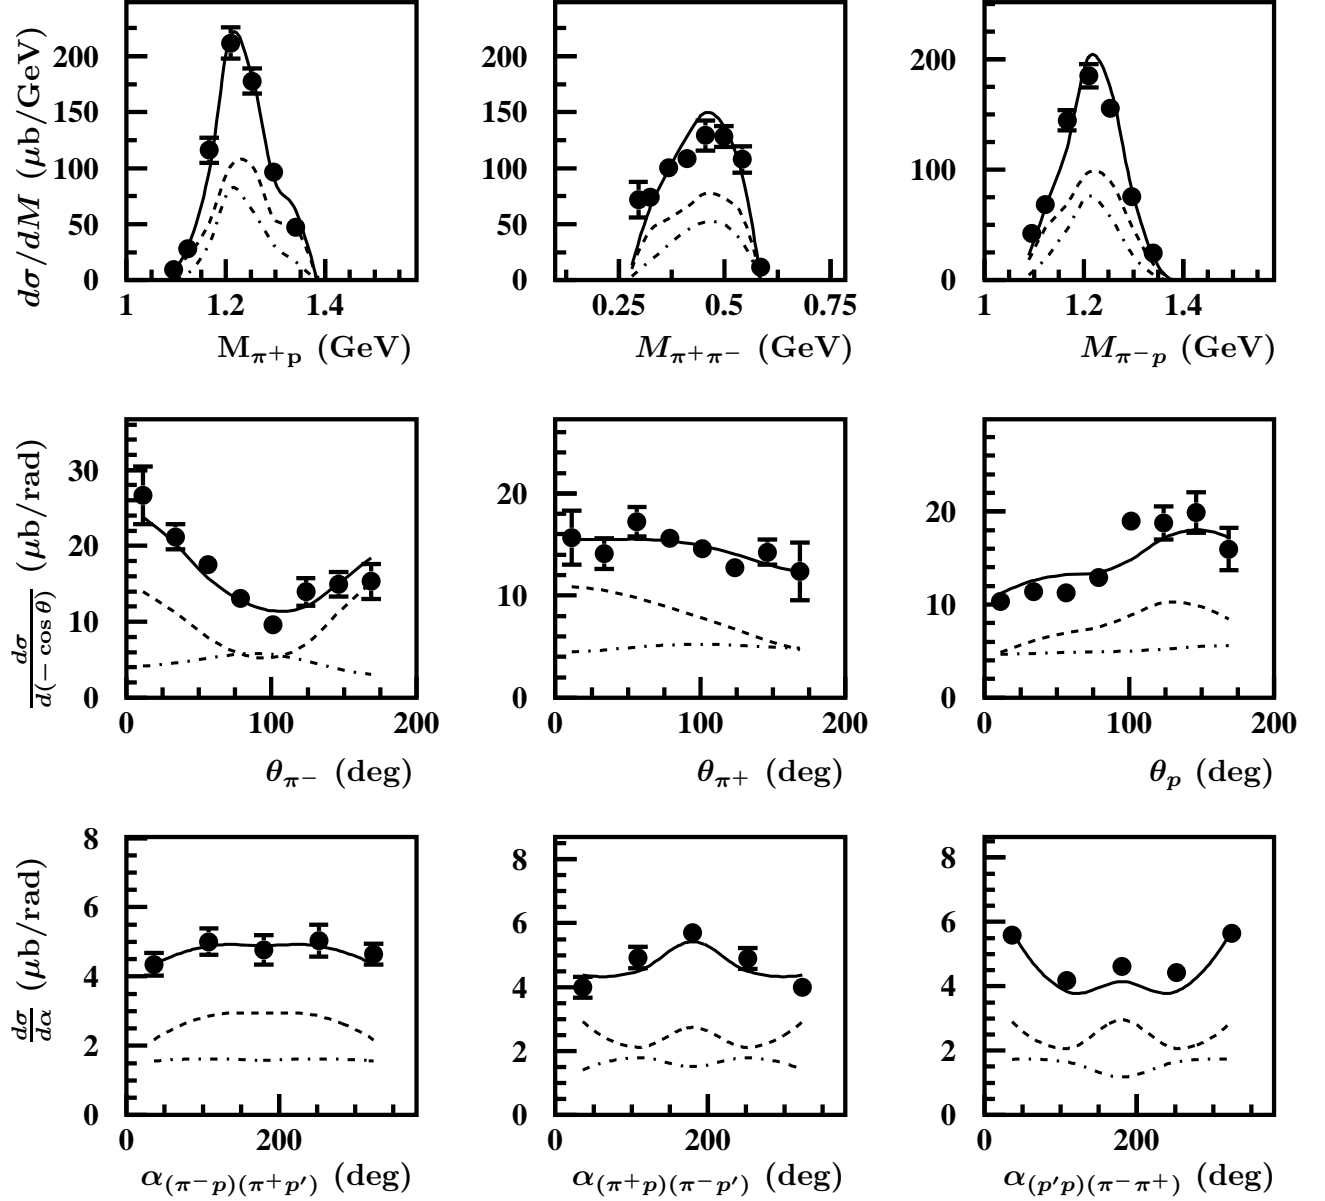 dσ/dM (μb/GeV)
200
150
100
50
0
1 1.2 1.4
M_{π+p} (GeV)
200
150
100
50
0
0.25 0.5 0.75
M_{π+π−} (GeV)
200
100
0
1 1.2 1.4
M_{π−p} (GeV)
dσ/d(− cos θ) (μb/rad)
30
20
10
0
0 100 200
θ_{π−} (deg)
20
10
0
0 100 200
θ_{π+} (deg)
20
10
0
0 100 200
θ_p (deg)
dσ/dα (μb/rad)
8
6
4
2
0
0 200
α_{(π−p)(π+p′)} (deg)
8
6
4
2
0
0 200
α_{(π+p)(π−p′)} (deg)
8
6
4
2
0
0 200
α_{(p′p)(π−π+)} (deg)